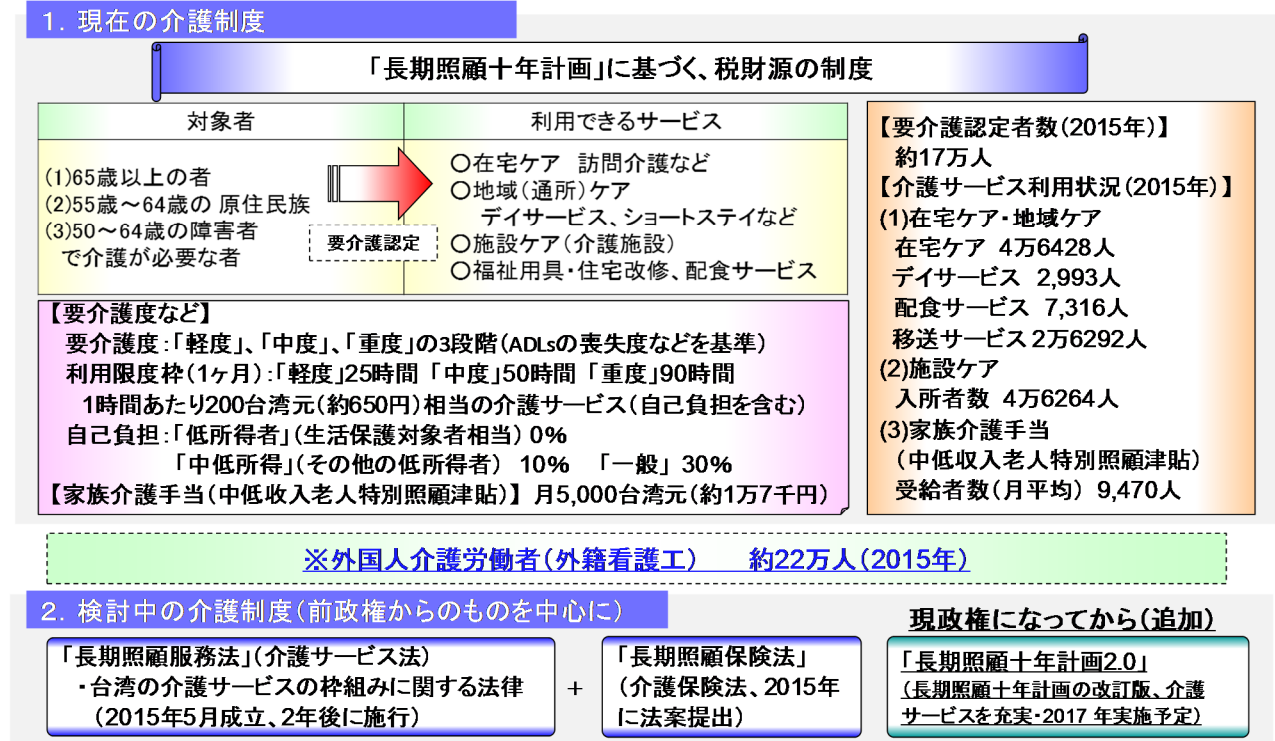 １．現在の介護制度
「長期照顧十年計画」に基づく、税財源の制度
対象者
利用できるサービス
(1)65歳以上の者
(2)55歳～64歳の 原住民族
(3)50～64歳の障害者
で介護が必要な者
要介護認定
○在宅ケア　訪問介護など
○地域（通所）ケア
デイサービス、ショートステイなど
○施設ケア（介護施設）
○福祉用具・住宅改修、配食サービス
【要介護度など】
要介護度：「軽度」、「中度」、「重度」の3段階（ADLsの喪失度などを基準）
利用限度枠（1ヶ月）：「軽度」25時間 「中度」50時間 「重度」90時間
1時間あたり200台湾元（約650円）相当の介護サービス（自己負担を含む）
自己負担：「低所得者」（生活保護対象者相当） 0%
「中低所得」（その他の低所得者） 10% 「一般」 30%
【家族介護手当（中低収入老人特別照顧津貼）】 月5,000台湾元（約1万7千円）
【要介護認定者数（2015年）】
約17万人
【介護サービス利用状況（2015年）】
(1)在宅ケア・地域ケア
在宅ケア 4万6428人
デイサービス 2,993人
配食サービス 7,316人
移送サービス 2万6292人
(2)施設ケア
入所者数 4万6264人
(3)家族介護手当
（中低収入老人特別照顧津貼）
受給者数（月平均） 9,470人
※外国人介護労働者（外籍看護工）　約22万人（2015年）
２．検討中の介護制度（前政権からのものを中心に）
「長期照顧服務法」（介護サービス法）
・台湾の介護サービスの枠組みに関する法律
（2015年5月成立、2年後に施行）
＋
「長期照顧保険法」
（介護保険法、2015年
に法案提出）
現政権になってから（追加）
「長期照顧十年計画2.0」
（長期照顧十年計画の改訂版、介護
サービスを充実・2017 年実施予定）